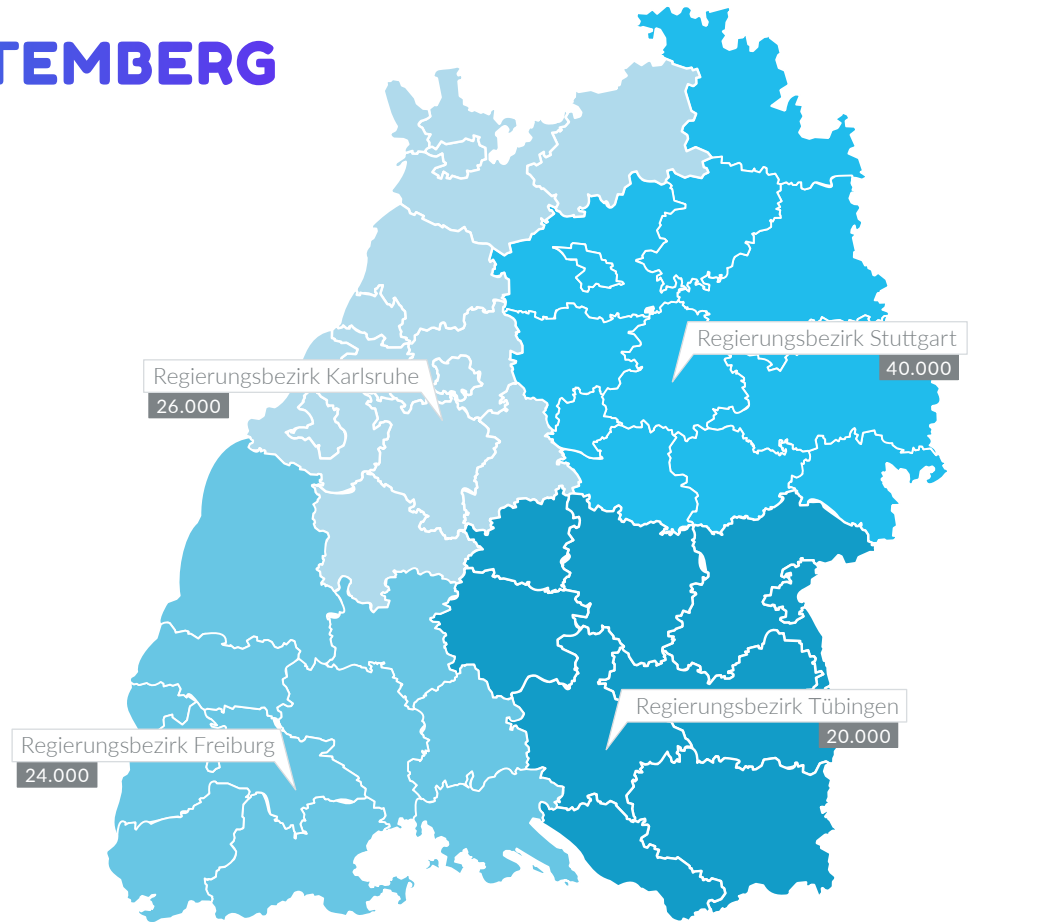 TEMBERG
Regierungsbezirk Stuttgart
40.000
Regierungsbezirk Karlsruhe
26.000
Regierungsbezirk Tübingen
20.000
Regierungsbezirk Freiburg
24.000